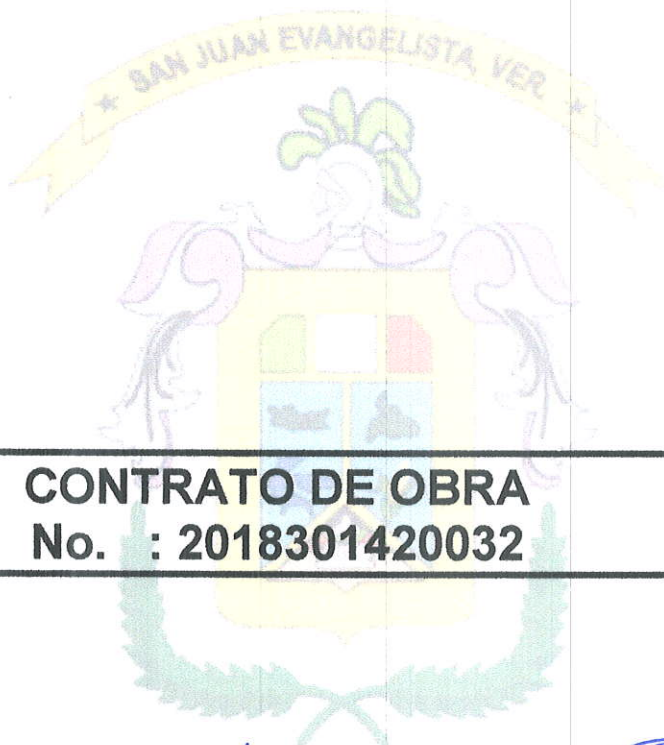 ★ SAN JUAN EVANGELISTA, VER. ★
CONTRATO DE OBRA
No. : 2018301420032